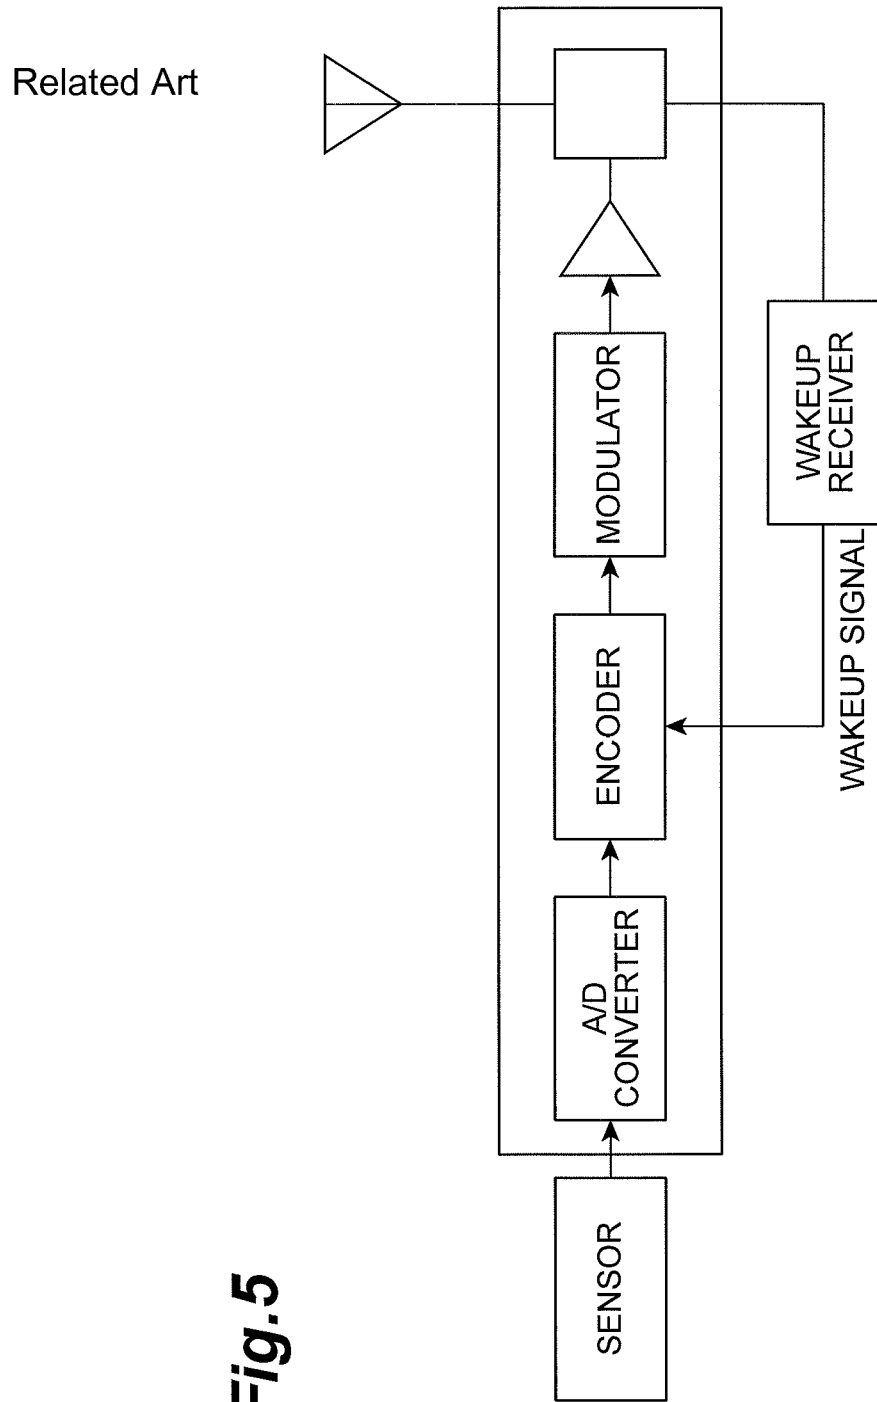 Related Art
Fig.5
SENSOR
A/D
CONVERTER
ENCODER
MODULATOR
WAKEUP
RECEIVER
WAKEUP SIGNAL